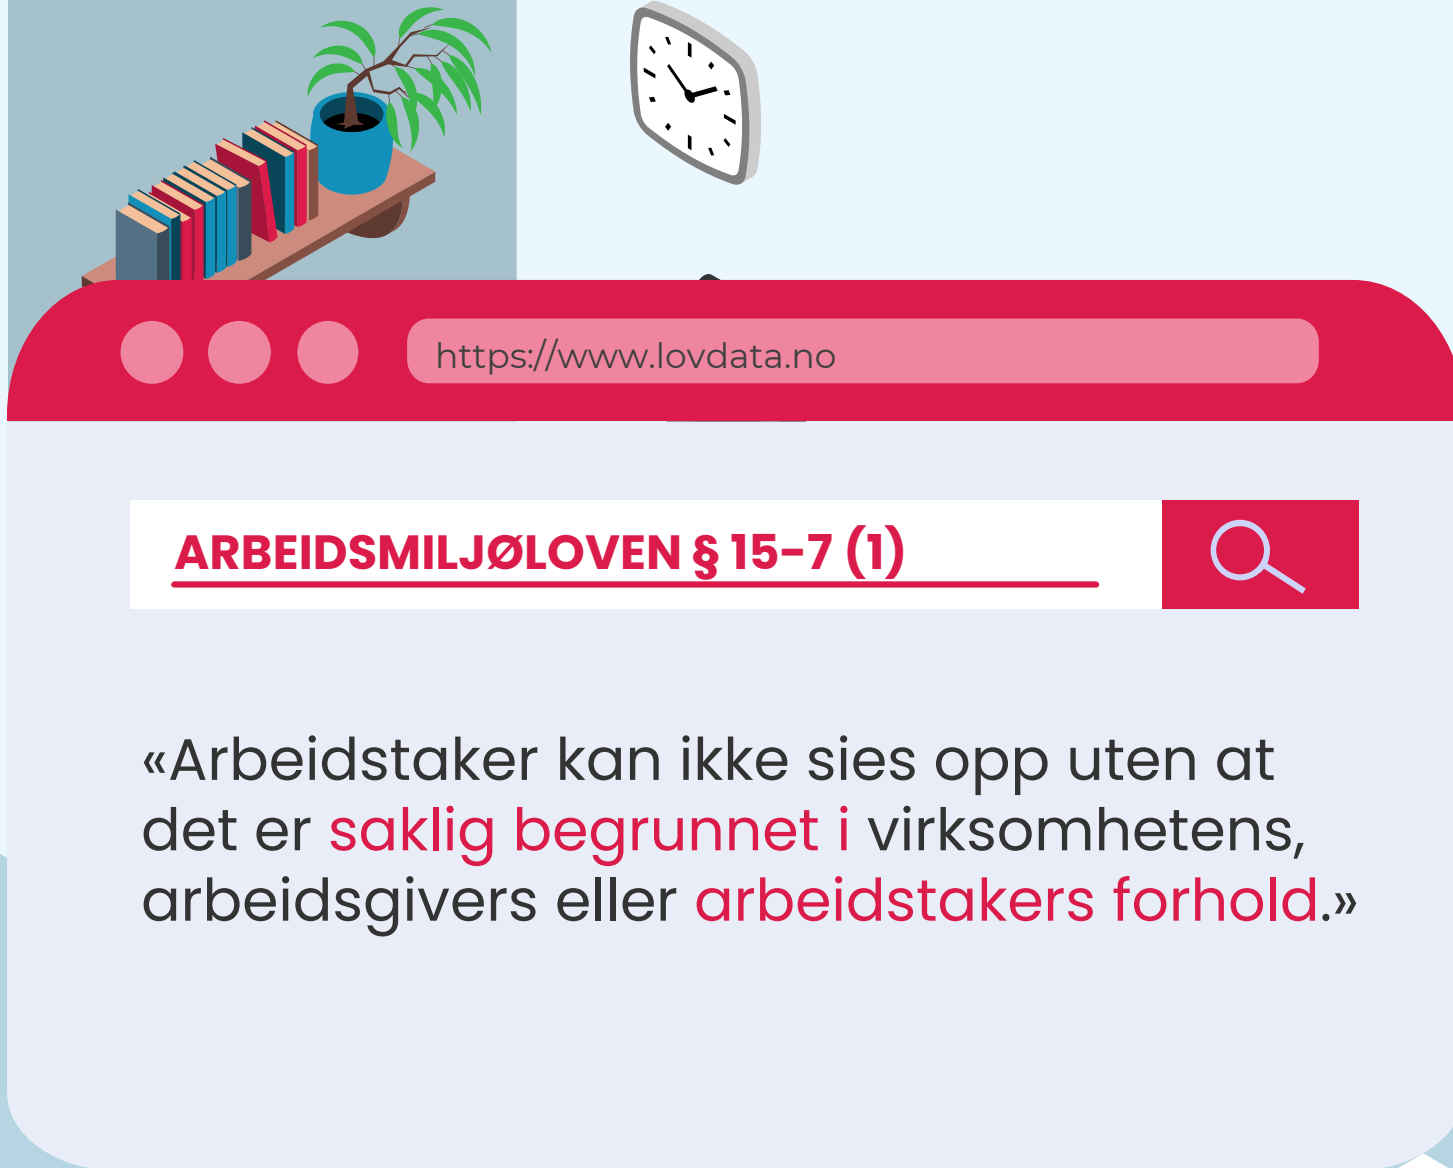 https://www.lovdata.no
ARBEIDSMILJØLOVEN § 15-7 (1)
«Arbeidstaker kan ikke sies opp uten at
det er saklig begrunnet i virksomhetens,
arbeidsgivers eller arbeidstakers forhold.»